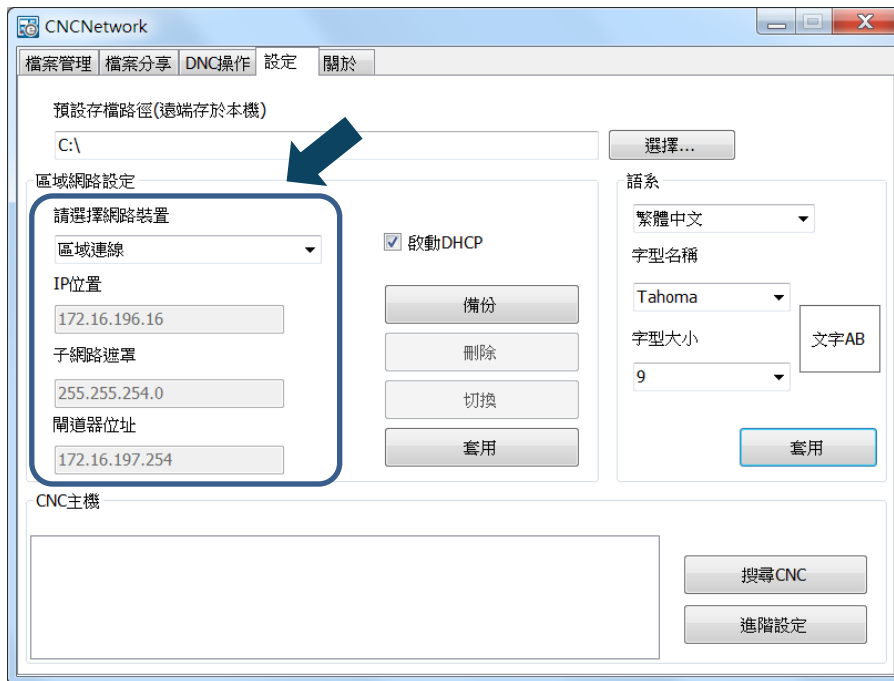 CNCNetwork
檔案管理 檔案分享 DNC操作 設定 關於
預設存檔路徑(遠端存於本機)
C:\ 選擇...
區域網路設定
請選擇網路裝置
區域連線
IP位置
172.16.196.16
子網路遮罩
255.255.254.0
閘道器位址
172.16.197.254
啟動DHCP
備份
刪除
切換
套用
語系
繁體中文
字型名稱
Tahoma
字型大小
9
文字AB
套用
CNC主機
搜尋CNC
進階設定